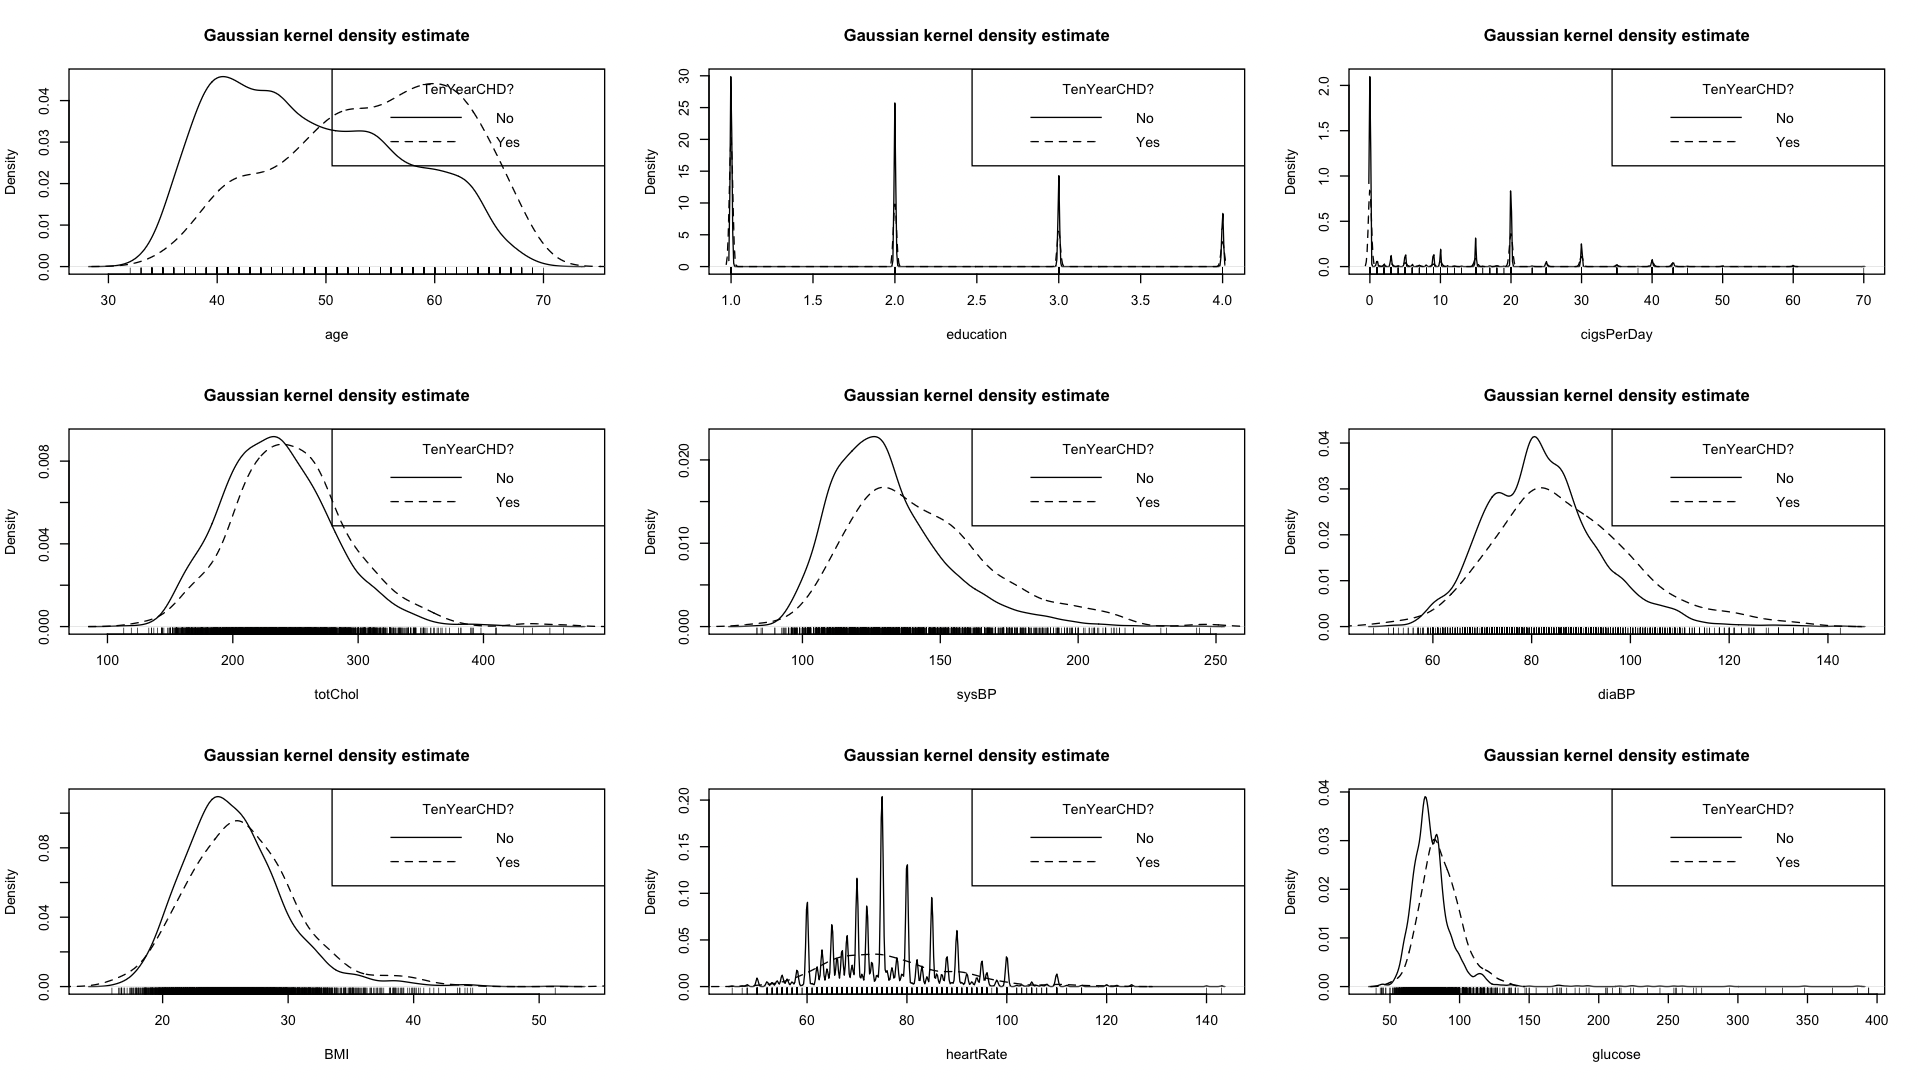 Gaussian kernel density estimate
TenYearCHD?
No
Yes
Density
0.00 0.01 0.02 0.03 0.04
30 40 50 60 70
age
Gaussian kernel density estimate
TenYearCHD?
No
Yes
Density
0 5 10 15 20 25 30
1.0 1.5 2.0 2.5 3.0 3.5 4.0
education
Gaussian kernel density estimate
TenYearCHD?
No
Yes
Density
0.0 0.5 1.0 1.5 2.0
0 10 20 30 40 50 60 70
cigsPerDay
Gaussian kernel density estimate
TenYearCHD?
No
Yes
Density
0.000 0.004 0.008
100 200 300 400
totChol
Gaussian kernel density estimate
TenYearCHD?
No
Yes
Density
0.000 0.010 0.020
100 150 200 250
sysBP
Gaussian kernel density estimate
TenYearCHD?
No
Yes
Density
0.00 0.01 0.02 0.03 0.04
60 80 100 120 140
diaBP
Gaussian kernel density estimate
TenYearCHD?
No
Yes
Density
0.00 0.04 0.08
20 30 40 50
BMI
Gaussian kernel density estimate
TenYearCHD?
No
Yes
Density
0.00 0.05 0.10 0.15 0.20
60 80 100 120 140
heartRate
Gaussian kernel density estimate
TenYearCHD?
No
Yes
Density
0.00 0.01 0.02 0.03 0.04
50 100 150 200 250 300 350 400
glucose